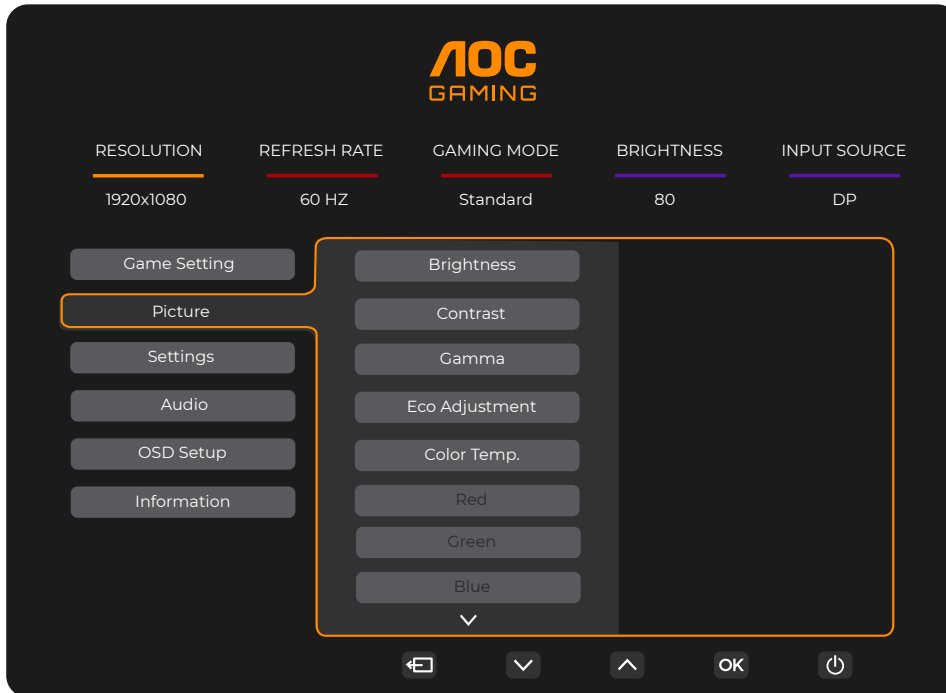 AOC
GAMING
RESOLUTION REFRESH RATE GAMING MODE BRIGHTNESS INPUT SOURCE
1920x1080 60 HZ Standard 80 DP
Game Setting
Picture
Settings
Audio
OSD Setup
Information
Brightness
Contrast
Gamma
Eco Adjustment
Color Temp.
Red
Green
Blue
OK